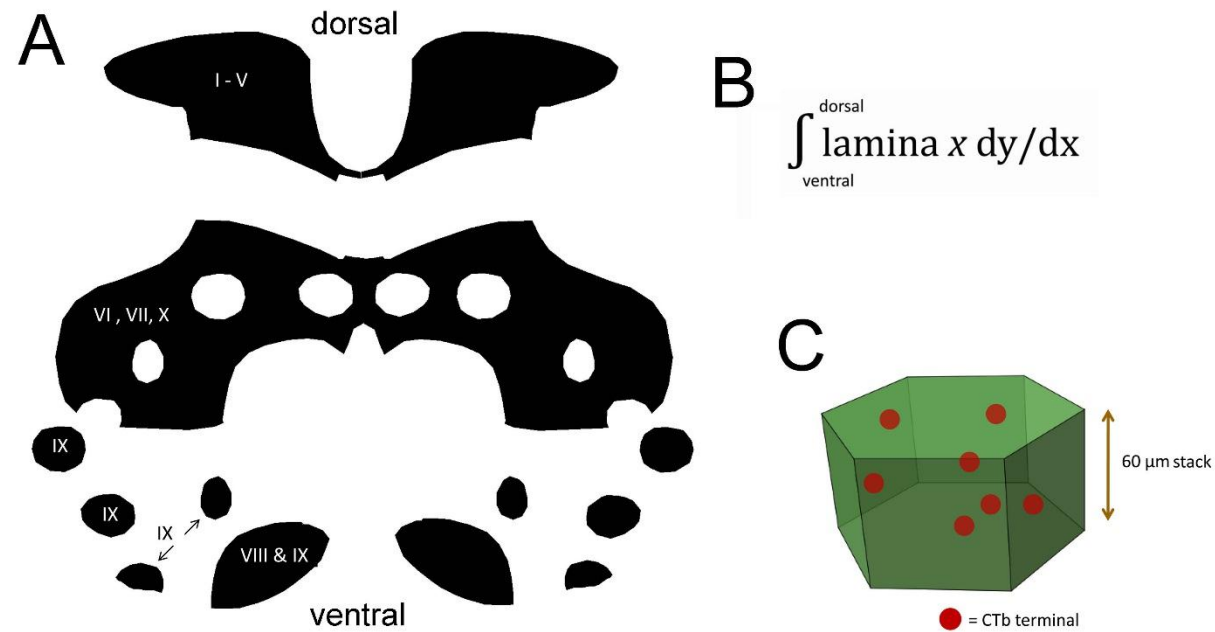 A
dorsal
I - V
VI , VII, X
IX
IX
IX
VIII & IX
ventral
B
dorsal
∫ lamina x dy/dx
ventral
C
60 μm stack
= CTb terminal